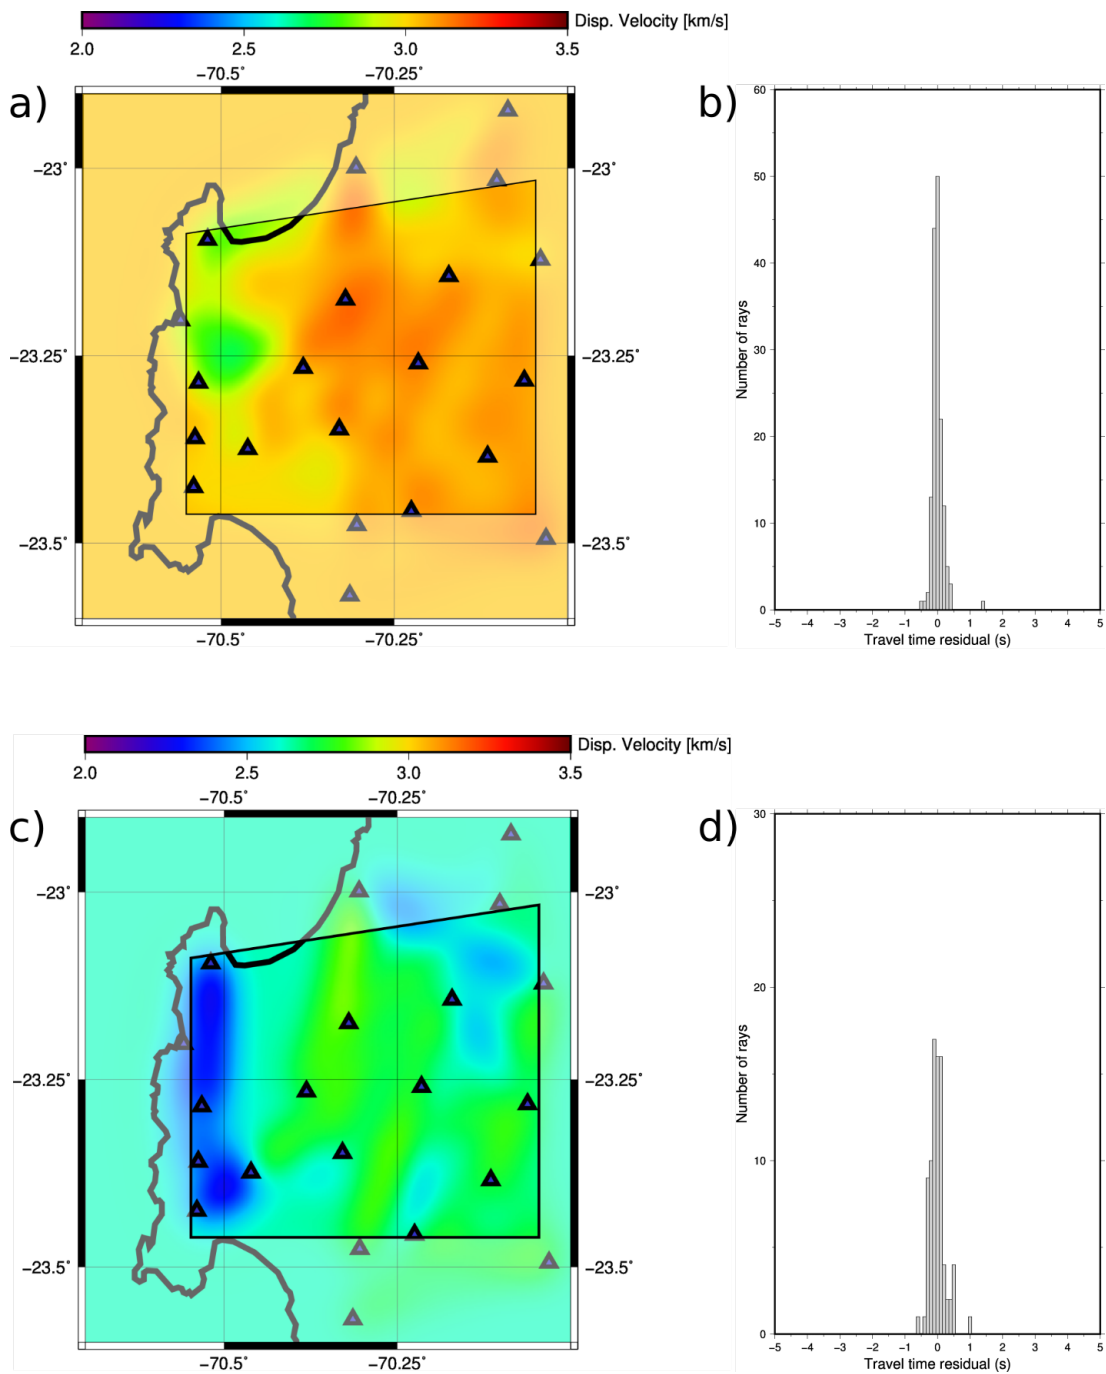 Disp. Velocity [km/s]
2.0 2.5 3.0 3.5
−70.5˚ −70.25˚
a)
−23˚ −23˚
−23.25˚ −23.25˚
−23.5˚ −23.5˚
−70.5˚ −70.25˚
b)
60
50
40
30
20
10
0
Number of rays
−5 −4 −3 −2 −1 0 1 2 3 4 5
Travel time residual (s)
Disp. Velocity [km/s]
2.0 2.5 3.0 3.5
−70.5˚ −70.25˚
c)
−23˚ −23˚
−23.25˚ −23.25˚
−23.5˚ −23.5˚
−70.5˚ −70.25˚
d)
30
20
10
0
Number of rays
−5 −4 −3 −2 −1 0 1 2 3 4 5
Travel time residual (s)